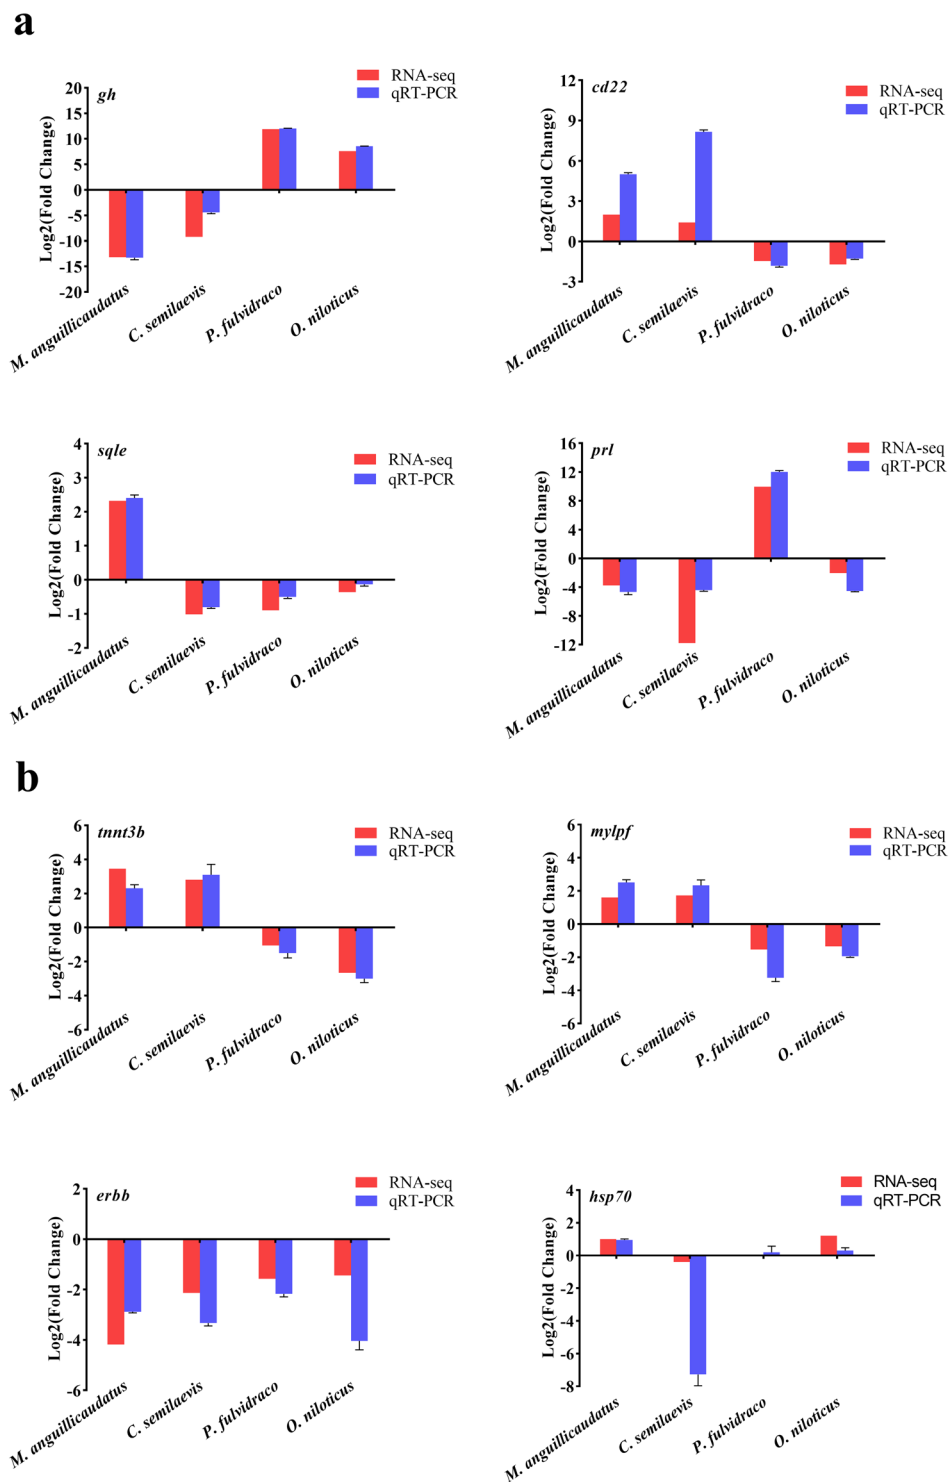 a
gh
RNA-seq
qRT-PCR
Log2(Fold Change)
20
15
10
5
0
-5
-10
-15
-20
M. anguillicaudatus
C. semilaevis
P. fulvidraco
O. niloticus
cd22
RNA-seq
qRT-PCR
Log2(Fold Change)
12
9
6
3
0
-3
M. anguillicaudatus
C. semilaevis
P. fulvidraco
O. niloticus
sqle
RNA-seq
qRT-PCR
Log2(Fold Change)
4
3
2
1
0
-1
-2
M. anguillicaudatus
C. semilaevis
P. fulvidraco
O. niloticus
prl
RNA-seq
qRT-PCR
Log2(Fold Change)
16
12
8
4
0
-4
-8
-12
M. anguillicaudatus
C. semilaevis
P. fulvidraco
O. niloticus
b
tnnt3b
RNA-seq
qRT-PCR
Log2(Fold Change)
6
4
2
0
-2
-4
-6
M. anguillicaudatus
C. semilaevis
P. fulvidraco
O. niloticus
mylpf
RNA-seq
qRT-PCR
Log2(Fold Change)
6
4
2
0
-2
-4
-6
M. anguillicaudatus
C. semilaevis
P. fulvidraco
O. niloticus
erbb
RNA-seq
qRT-PCR
Log2(Fold Change)
2
0
-2
-4
-6
M. anguillicaudatus
C. semilaevis
P. fulvidraco
O. niloticus
hsp70
RNA-seq
qRT-PCR
Log2(Fold Change)
4
2
0
-2
-4
-6
-8
M. anguillicaudatus
C. semilaevis
P. fulvidraco
O. niloticus